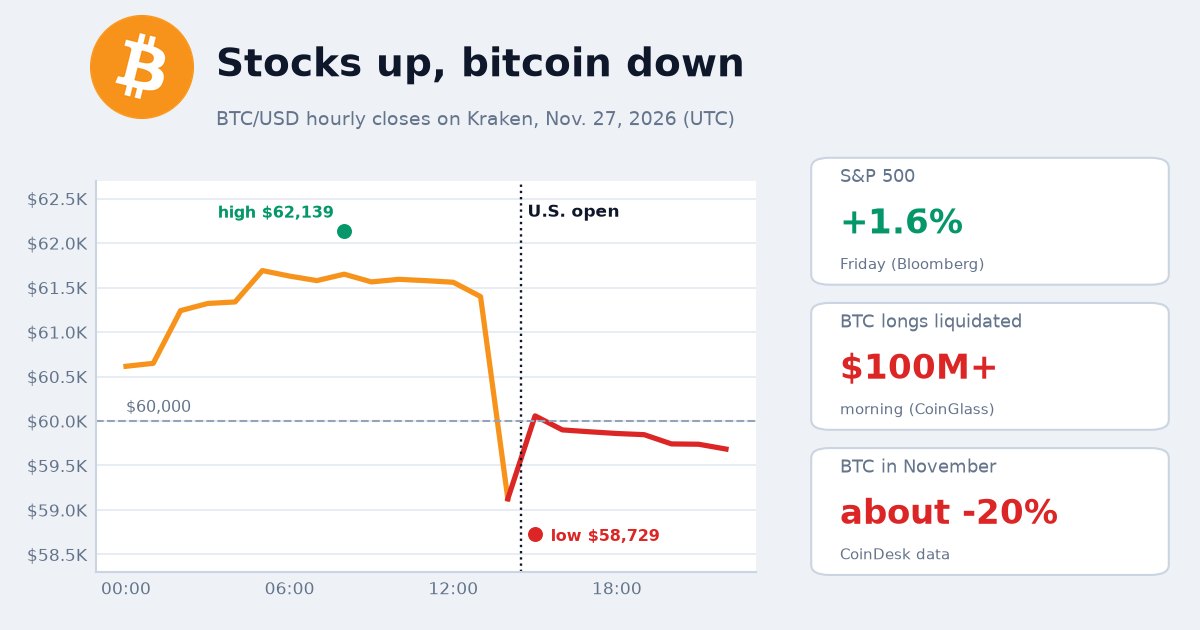 Stocks up, bitcoin down
BTC/USD hourly closes on Kraken, Nov. 27, 2026 (UTC)
$62.5K
$62.0K
$61.5K
$61.0K
$60.5K
$60.0K
$59.5K
$59.0K
$58.5K
high $62,139
U.S. open
$60,000
low $58,729
00:00
06:00
12:00
18:00
S&P 500
+1.6%
Friday (Bloomberg)
BTC longs liquidated
$100M+
morning (CoinGlass)
BTC in November
about -20%
CoinDesk data